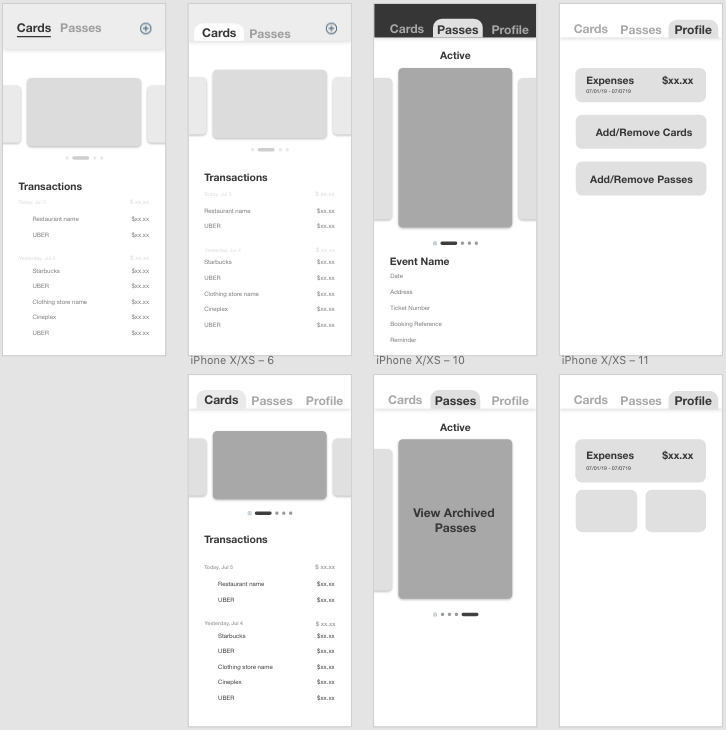 Cards Passes
Transactions
Today, Jul 5 $ xx.xx
Restaurant name $xx.xx
UBER $xx.xx
Yesterday, Jul 4 $ xx.xx
Starbucks $xx.xx
UBER $xx.xx
Clothing store name $xx.xx
Cineplex $xx.xx
UBER $xx.xx
Cards Passes
Transactions
Today, Jul 5 $ xx.xx
Restaurant name $xx.xx
UBER $xx.xx
Yesterday, Jul 4 $ xx.xx
Starbucks $xx.xx
UBER $xx.xx
Clothing store name $xx.xx
Cineplex $xx.xx
UBER $xx.xx
Cards Passes Profile
Active
Event Name
Date
Address
Ticket Number
Booking Reference
Reminder
Cards Passes Profile
Expenses $xx.xx
07/01/19 - 07/0719
Add/Remove Cards
Add/Remove Passes
iPhone X/XS – 6
Cards Passes Profile
Transactions
Today, Jul 5 $ xx.xx
Restaurant name $xx.xx
UBER $xx.xx
Yesterday, Jul 4 $ xx.xx
Starbucks $xx.xx
UBER $xx.xx
Clothing store name $xx.xx
Cineplex $xx.xx
UBER $xx.xx
iPhone X/XS – 10
Cards Passes Profile
Active
View Archived
Passes
iPhone X/XS – 11
Cards Passes Profile
Expenses $xx.xx
07/01/19 - 07/0719